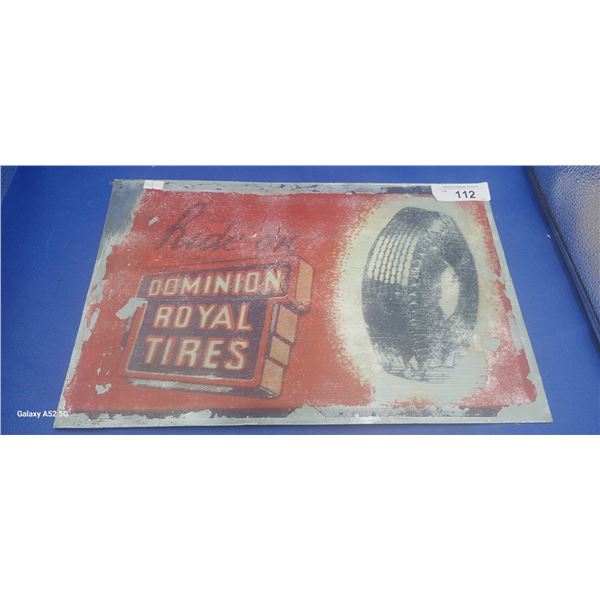 112
Ride on
DOMINION
ROYAL
TIRES
Galaxy A52 5G